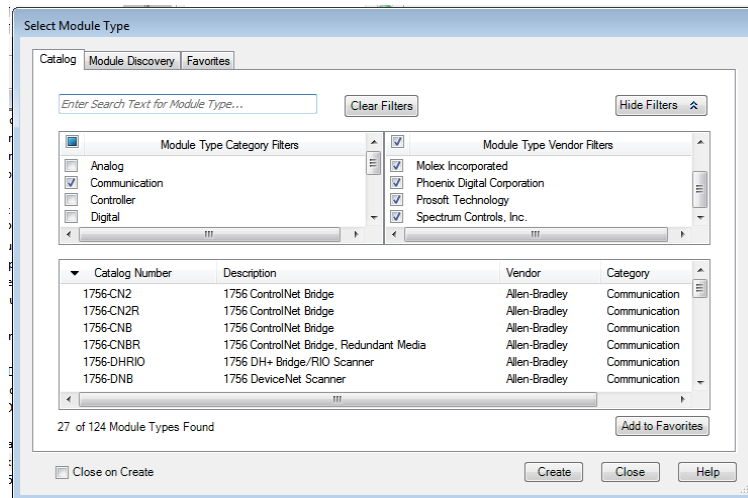 Select Module Type
Catalog Module Discovery Favorites
Enter Search Text for Module Type... Clear Filters Hide Filters
Module Type Category Filters
Analog
Communication
Controller
Digital
Module Type Vendor Filters
Molex Incorporated
Phoenix Digital Corporation
Prosoft Technology
Spectrum Controls, Inc.
Catalog Number Description Vendor Category
1756-CN2 1756 ControlNet Bridge Allen-Bradley Communication
1756-CN2R 1756 ControlNet Bridge Allen-Bradley Communication
1756-CNB 1756 ControlNet Bridge Allen-Bradley Communication
1756-CNBR 1756 ControlNet Bridge, Redundant Media Allen-Bradley Communication
1756-DHRIO 1756 DH+ Bridge/RIO Scanner Allen-Bradley Communication
1756-DNB 1756 DeviceNet Scanner Allen-Bradley Communication
27 of 124 Module Types Found Add to Favorites
Close on Create Create Close Help